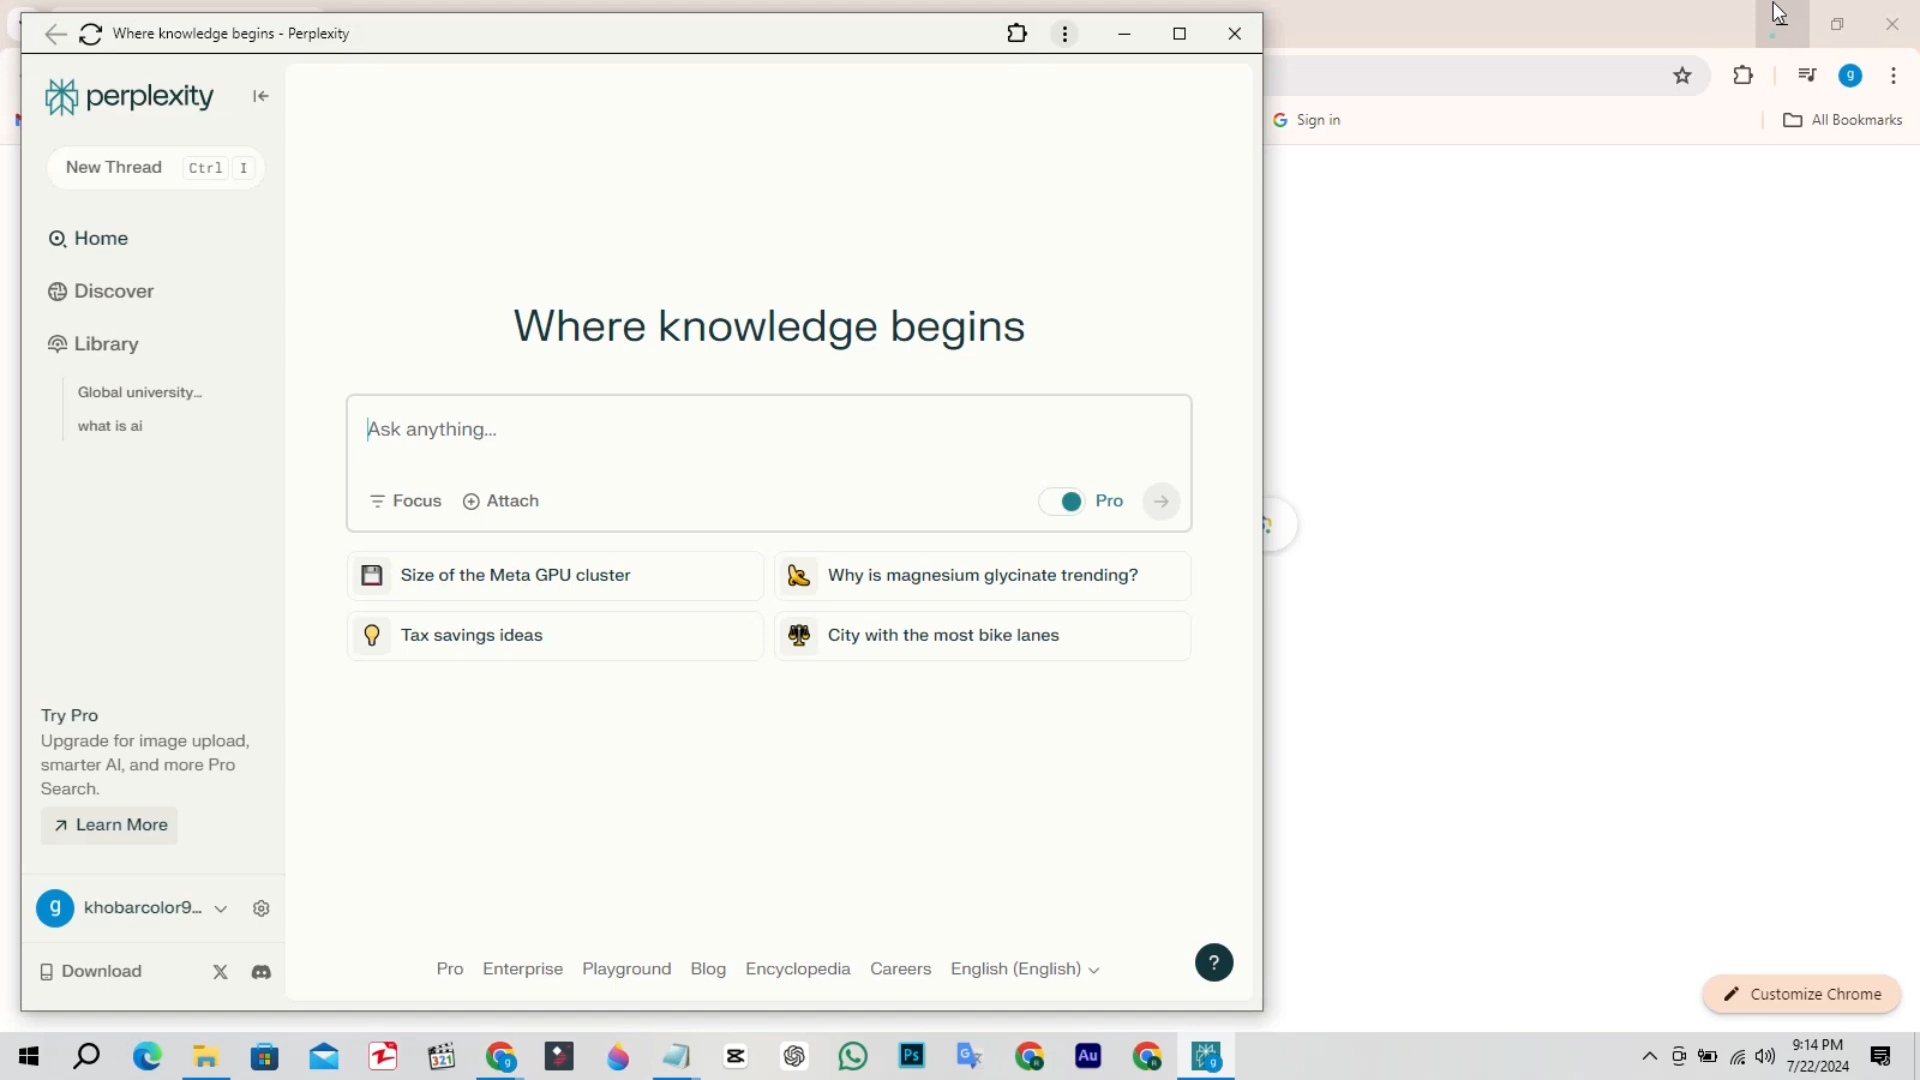 Where knowledge begins - Perplexity
perplexity
New Thread Ctrl I
Home
Discover
Library
Global university...
what is ai
Try Pro
Upgrade for image upload,
smarter AI, and more Pro
Search.
Learn More
g khobarcolor9...
Download
Where knowledge begins
Ask anything...
Focus Attach Pro
Size of the Meta GPU cluster
Why is magnesium glycinate trending?
Tax savings ideas
City with the most bike lanes
Pro Enterprise Playground Blog Encyclopedia Careers English (English)
?
g
Sign in
All Bookmarks
Customize Chrome
321
Ps
Au
9:14 PM
7/22/2024